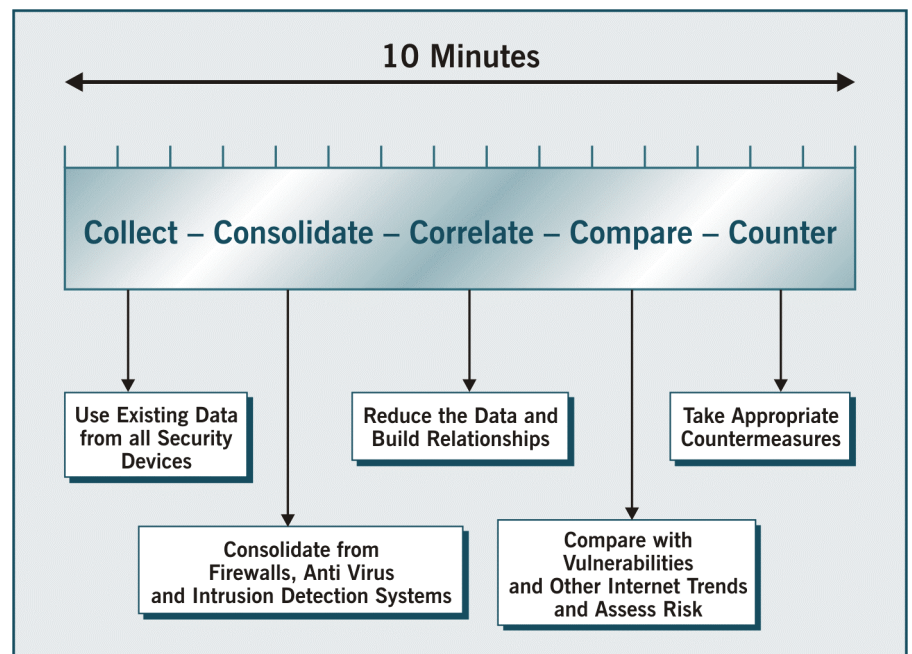 10 Minutes
Collect – Consolidate – Correlate – Compare – Counter
Use Existing Data
from all Security
Devices
Reduce the Data and
Build Relationships
Take Appropriate
Countermeasures
Consolidate from
Firewalls, Anti Virus
and Intrusion Detection Systems
Compare with
Vulnerabilities
and Other Internet Trends
and Assess Risk